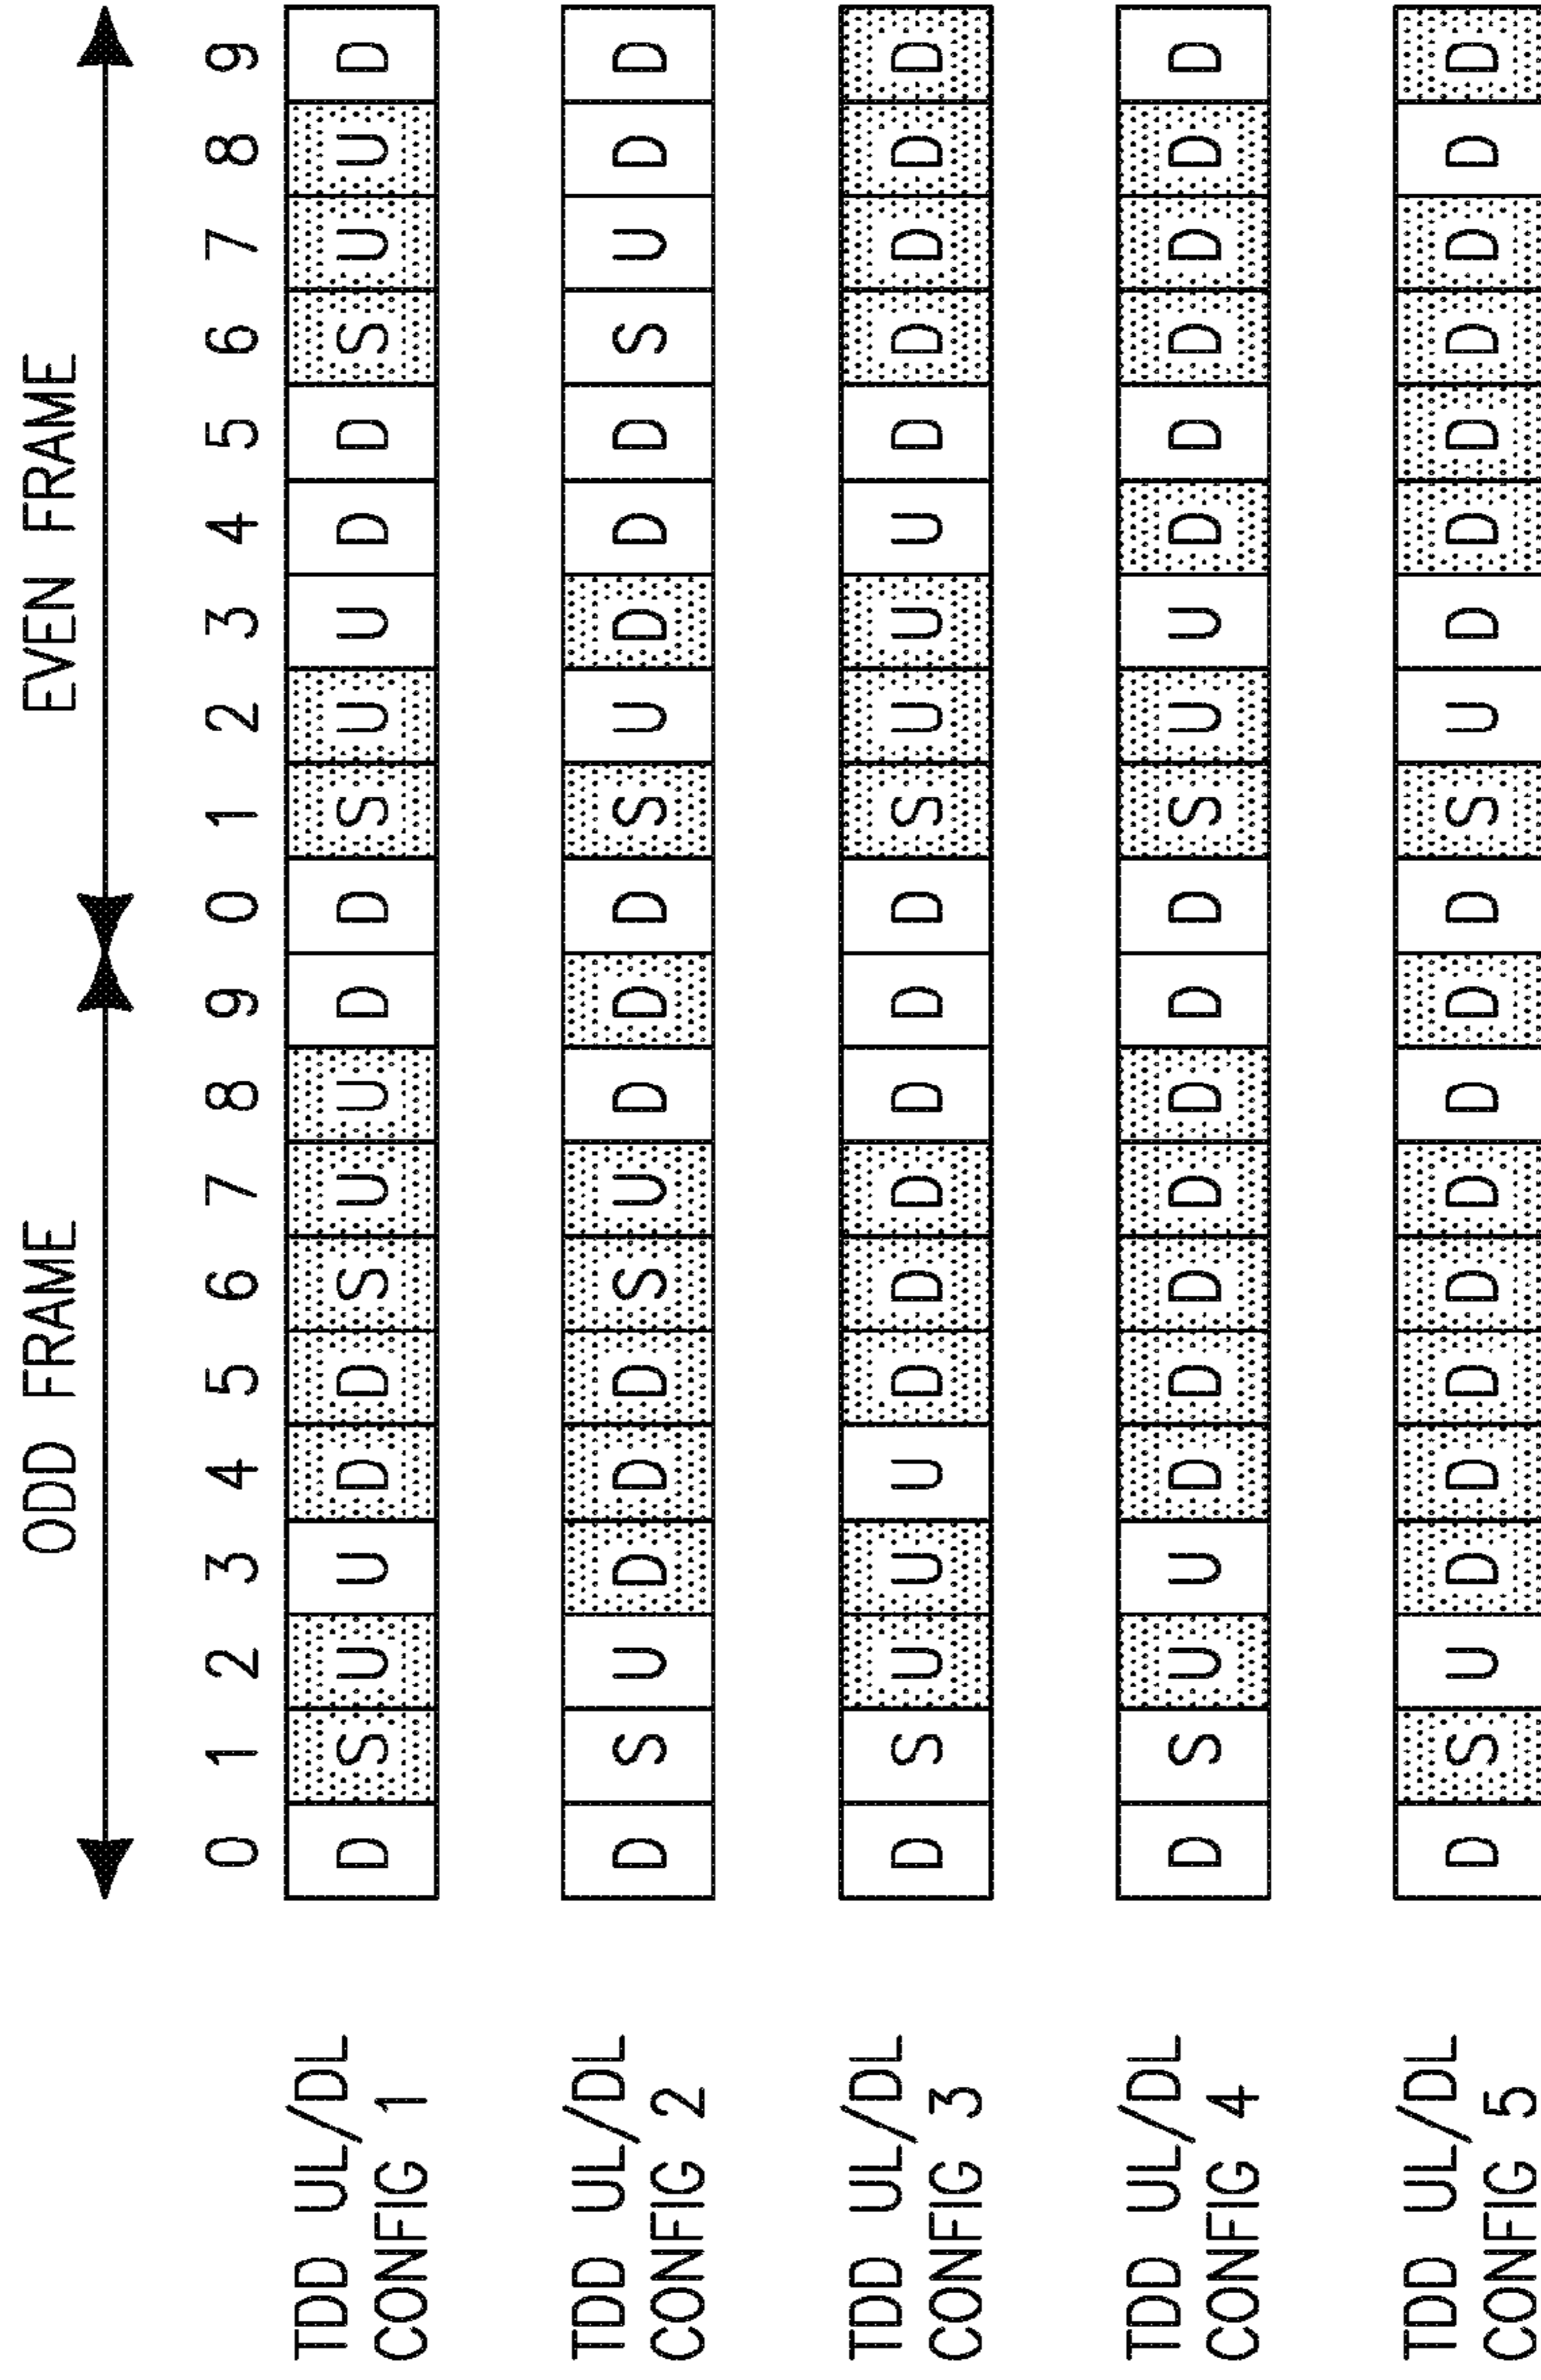 ODD FRAME EVEN FRAME
0 1 2 3 4 5 6 7 8 9 0 1 2 3 4 5 6 7 8 9
TDD UL/DL
CONFIG 1
D S U U D D S U U D D S U U D D S U U D
TDD UL/DL
CONFIG 2
D S U D D D S U D D D S U D D D S U D D
TDD UL/DL
CONFIG 3
D S U U U D D D D D D S U U U D D D D D
TDD UL/DL
CONFIG 4
D S U U D D D D D D D S U U D D D D D D
TDD UL/DL
CONFIG 5
D S U D D D D D D D D S U D D D D D D D